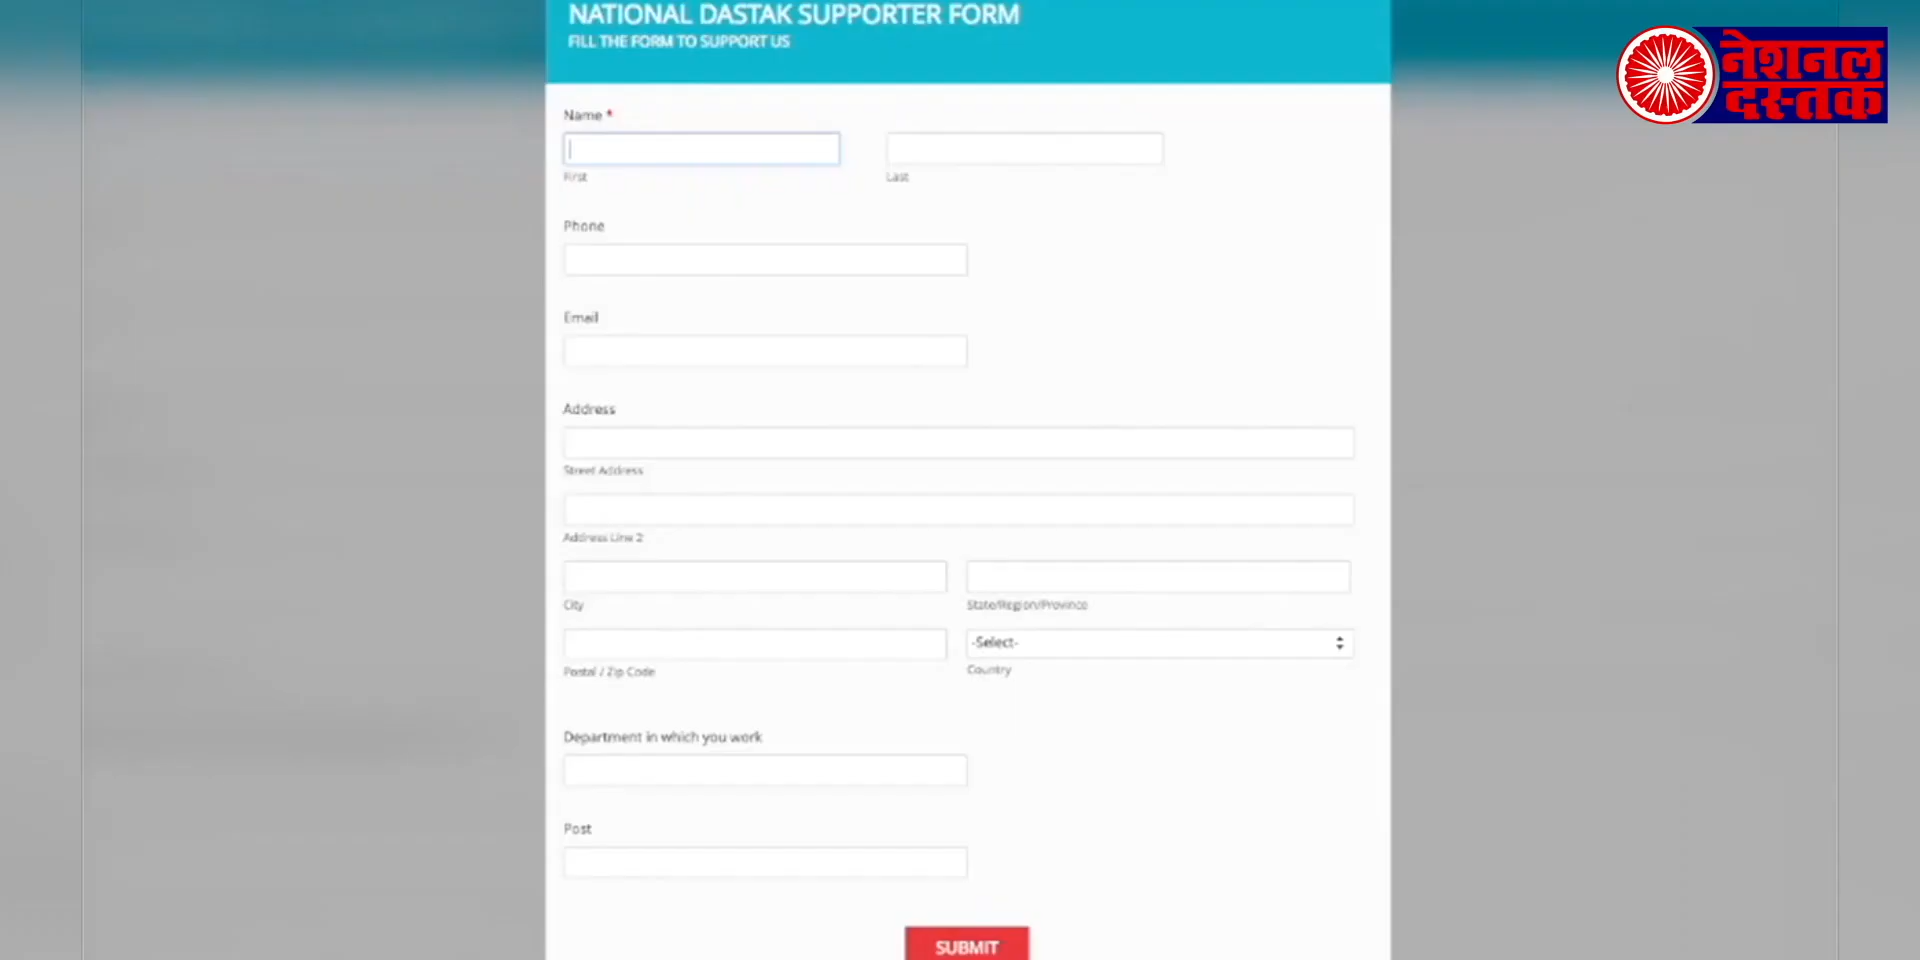 NATIONAL DASTAK SUPPORTER FORM
FILL THE FORM TO SUPPORT US
नेशनल
दस्तक
Name *
First
Last
Phone
Email
Address
Street Address
Address Line 2
City
State/Region/Province
-Select-
Postal / Zip Code
Country
Department in which you work
Post
SUBMIT